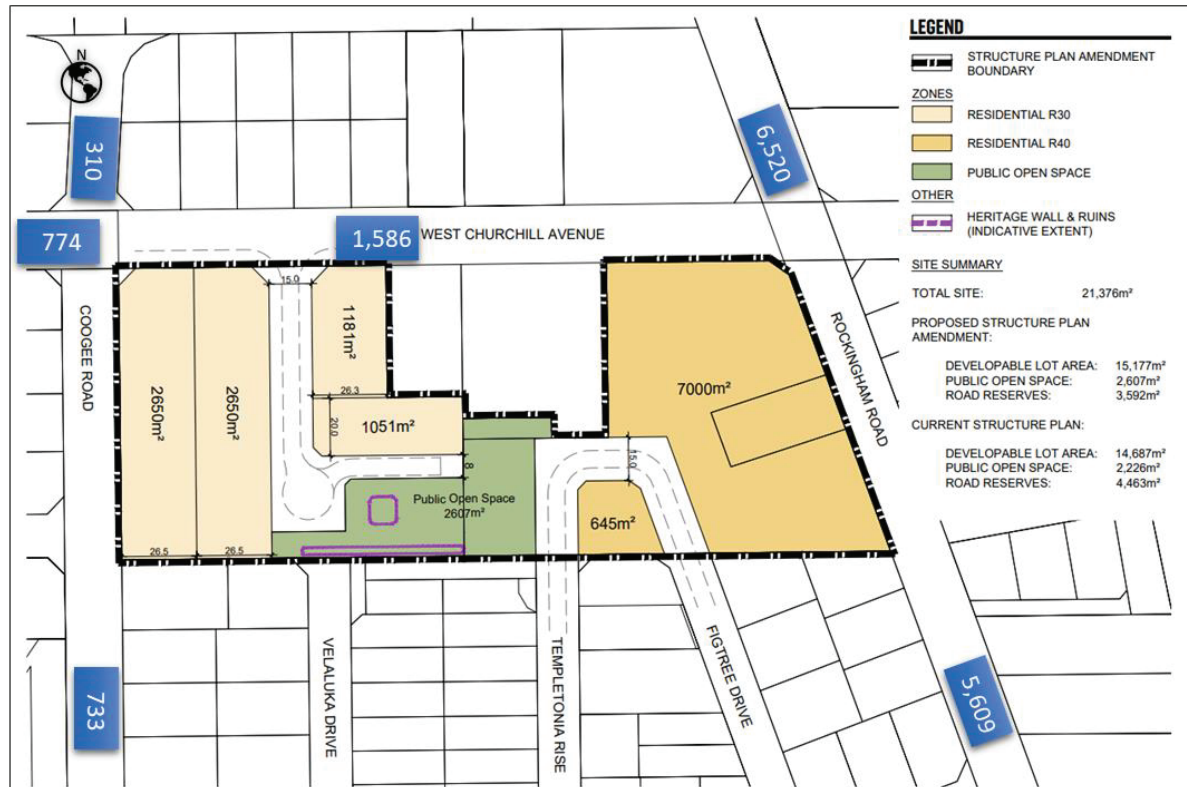 N
310
774
1,586
6,520
WEST CHURCHILL AVENUE
COOGEE ROAD
15.0
1181m²
2650m²
2650m²
26.3
20.0
1051m²
8
Public Open Space
2607m²
26.5
26.5
15.0
645m²
7000m²
ROCKINGHAM ROAD
VELALUKA DRIVE
TEMPLETONIA RISE
FIGTREE DRIVE
733
5,609
LEGEND
STRUCTURE PLAN AMENDMENT
BOUNDARY
ZONES
RESIDENTIAL R30
RESIDENTIAL R40
PUBLIC OPEN SPACE
OTHER
HERITAGE WALL & RUINS
(INDICATIVE EXTENT)
SITE SUMMARY
TOTAL SITE: 21,376m²
PROPOSED STRUCTURE PLAN
AMENDMENT:
DEVELOPABLE LOT AREA: 15,177m²
PUBLIC OPEN SPACE: 2,607m²
ROAD RESERVES: 3,592m²
CURRENT STRUCTURE PLAN:
DEVELOPABLE LOT AREA: 14,687m²
PUBLIC OPEN SPACE: 2,226m²
ROAD RESERVES: 4,463m²